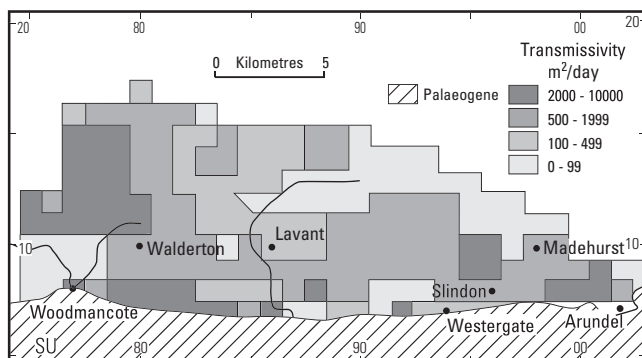 20 80 90 00 20
0 Kilometres 5
Transmissivity
m²/day
Palaeogene
2000 - 10000
500 - 1999
100 - 499
0 - 99
10
Walderton
Lavant
Madehurst
10
Slindon
Woodmancote
Westergate
Arundel
SU
80 90 00